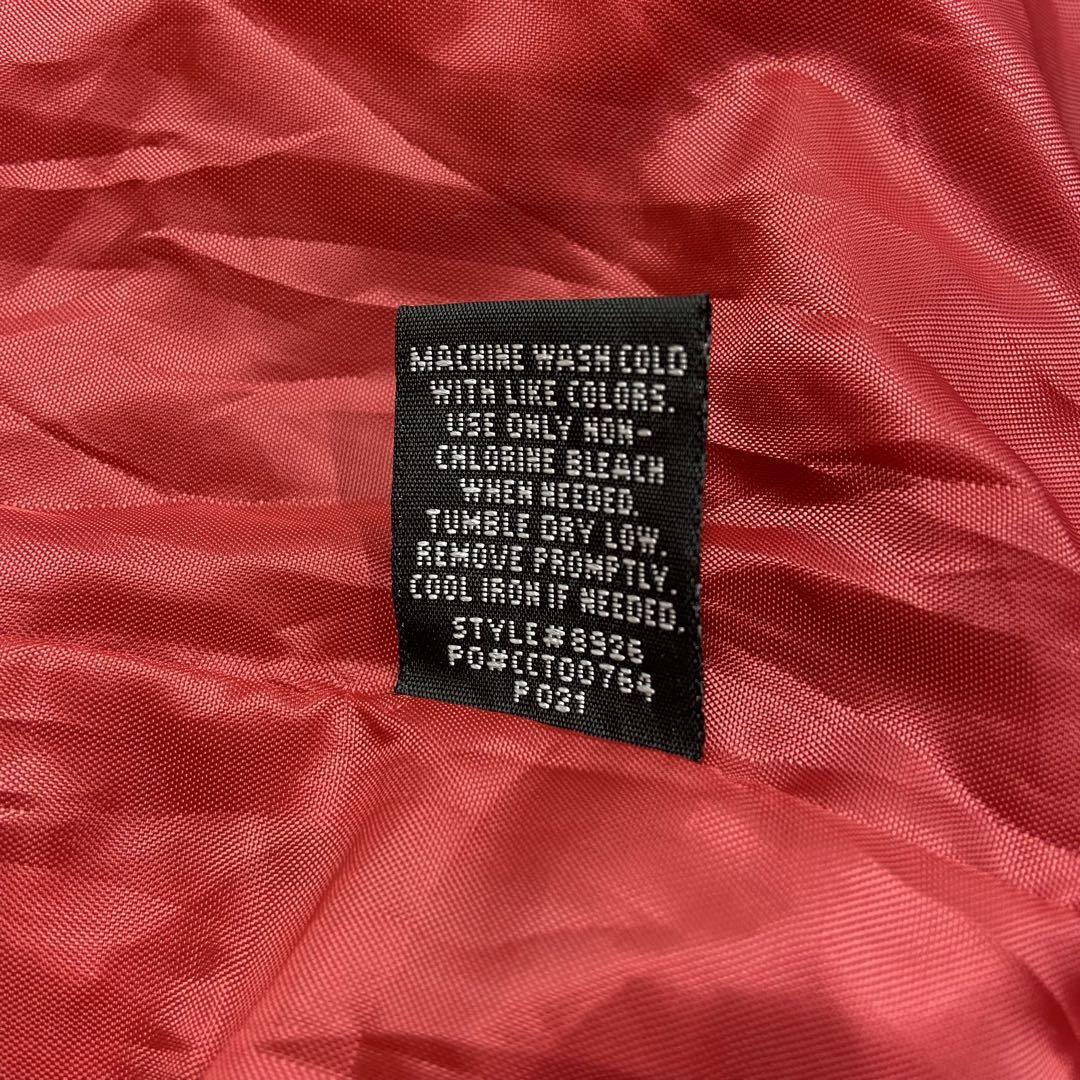 MACHINE WASH COLD
WITH LIKE COLORS.
USE ONLY NON-
CHLORINE BLEACH
WHEN NEEDED.
TUMBLE DRY LOW.
REMOVE PROMPTLY.
COOL IRON IF NEEDED.
STYLE#8926
PO#CCT00764
P021